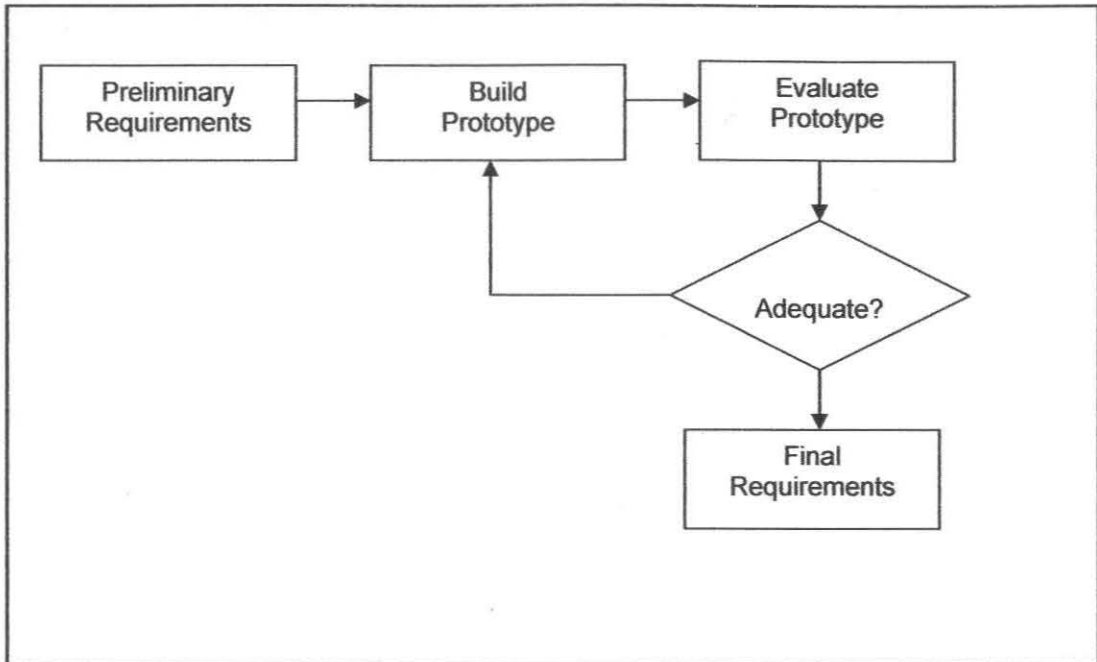 Preliminary
Requirements
Build
Prototype
Evaluate
Prototype
Adequate?
Final
Requirements